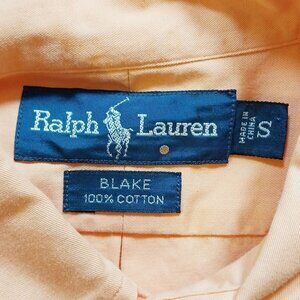 Ralph Lauren
MADE IN
CHINA
S
BLAKE
100% COTTON